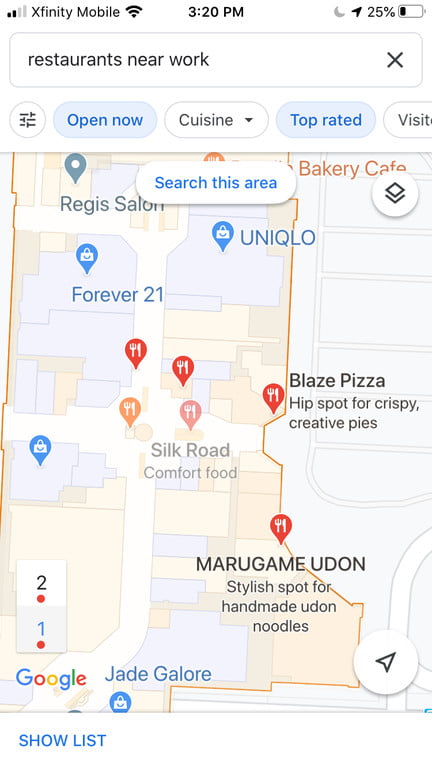 Xfinity Mobile 3:20 PM 25%
restaurants near work
Open now Cuisine Top rated
Bakery Cafe
Search this area
Regis Salon
UNIQLO
Forever 21
Blaze Pizza
Hip spot for crispy,
creative pies
Silk Road
Comfort food
MARUGAME UDON
Stylish spot for
handmade udon
noodles
2
1
Google
Jade Galore
SHOW LIST